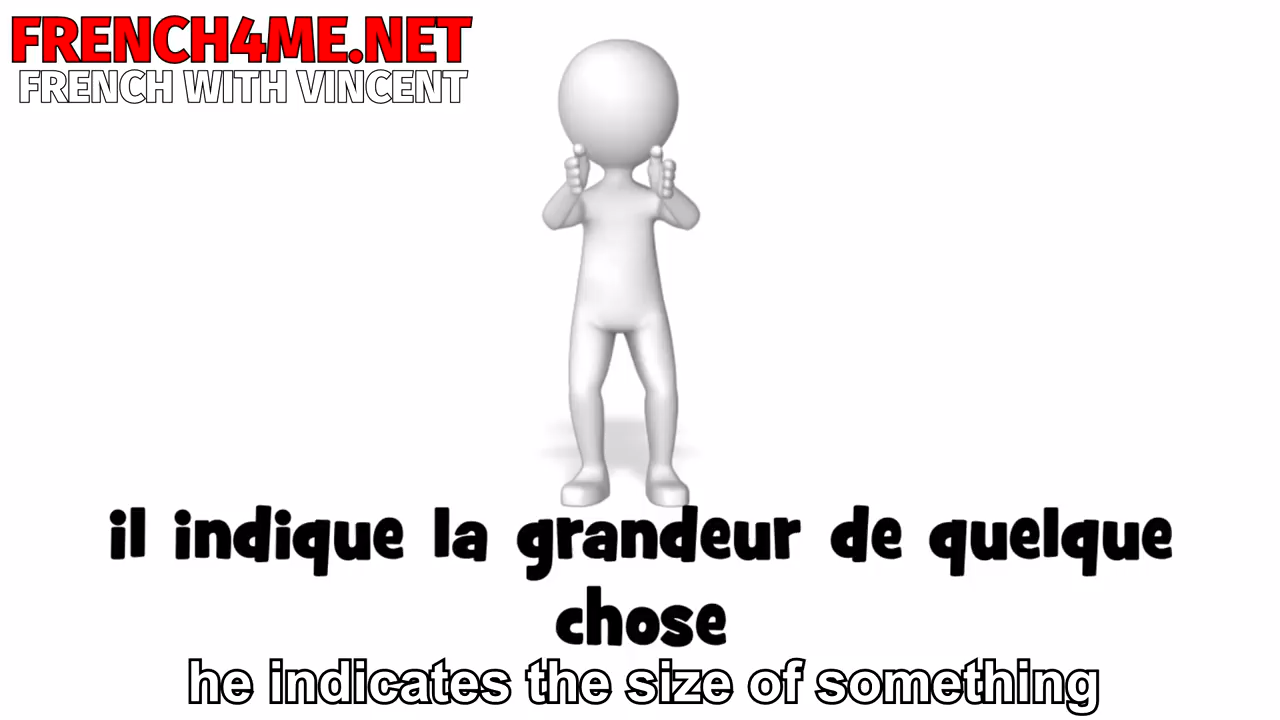 FRENCH4ME.NET
FRENCH WITH VINCENT
il indique la grandeur de quelque
chose
he indicates the size of something